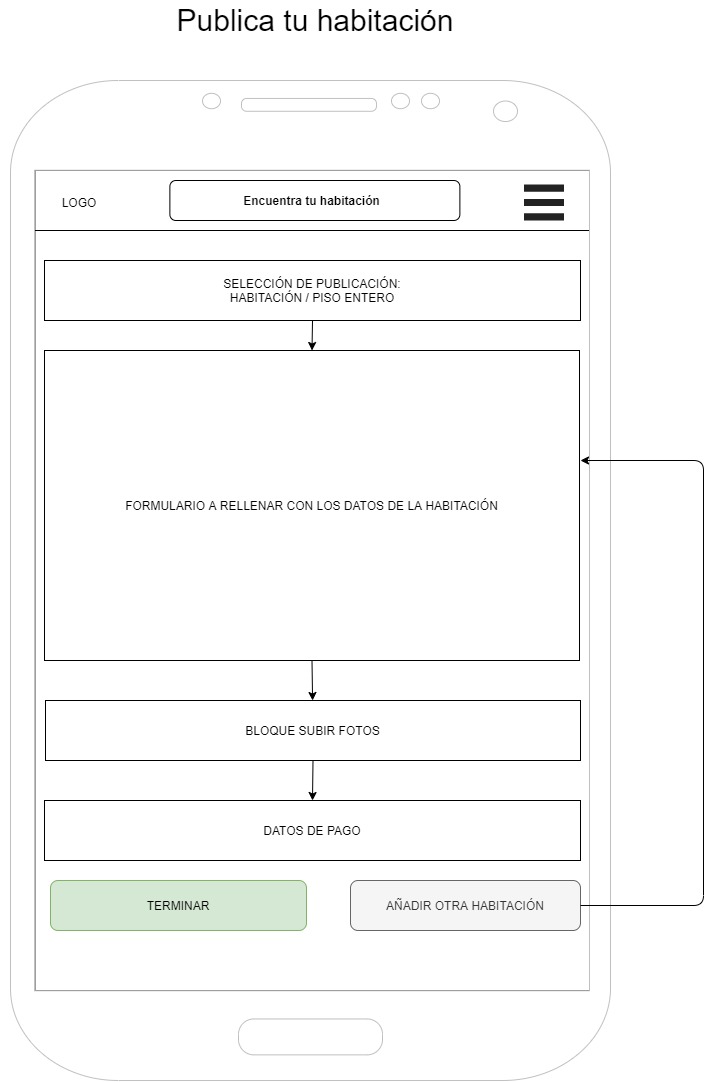 Publica tu habitación
LOGO
Encuentra tu habitación
SELECCIÓN DE PUBLICACIÓN:
HABITACIÓN / PISO ENTERO
FORMULARIO A RELLENAR CON LOS DATOS DE LA HABITACIÓN
BLOQUE SUBIR FOTOS
DATOS DE PAGO
TERMINAR
AÑADIR OTRA HABITACIÓN